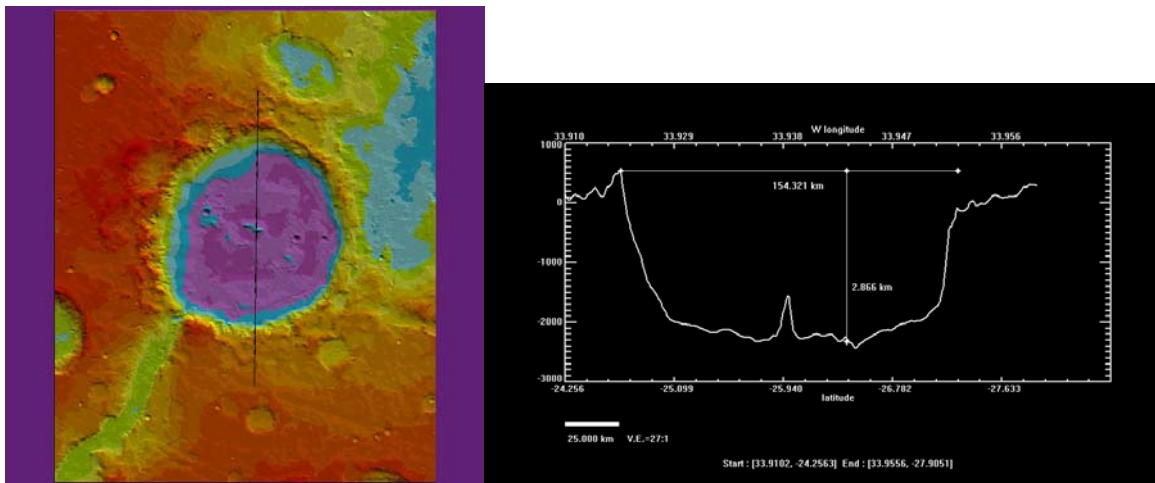 W longitude
33.910 33.929 33.938 33.947 33.956
1000
154.321 km
0
-1000
2.866 km
-2000
-3000
-24.256 -25.099 -25.940 -26.782 -27.633
latitude
25.000 km V.E.=27:1
Start : [33.9102, -24.2563] End : [33.9556, -27.9051]